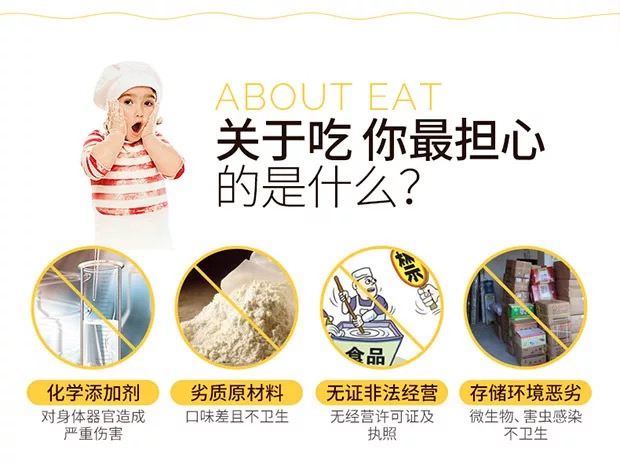 ABOUT EAT
关于吃 你最担心
的是什么?
禁示
食品
化学添加剂
劣质原材料
无证非法经营
存储环境恶劣
对身体器官造成
严重伤害
口味差且不卫生
无经营许可证及
执照
微生物、害虫感染
不卫生